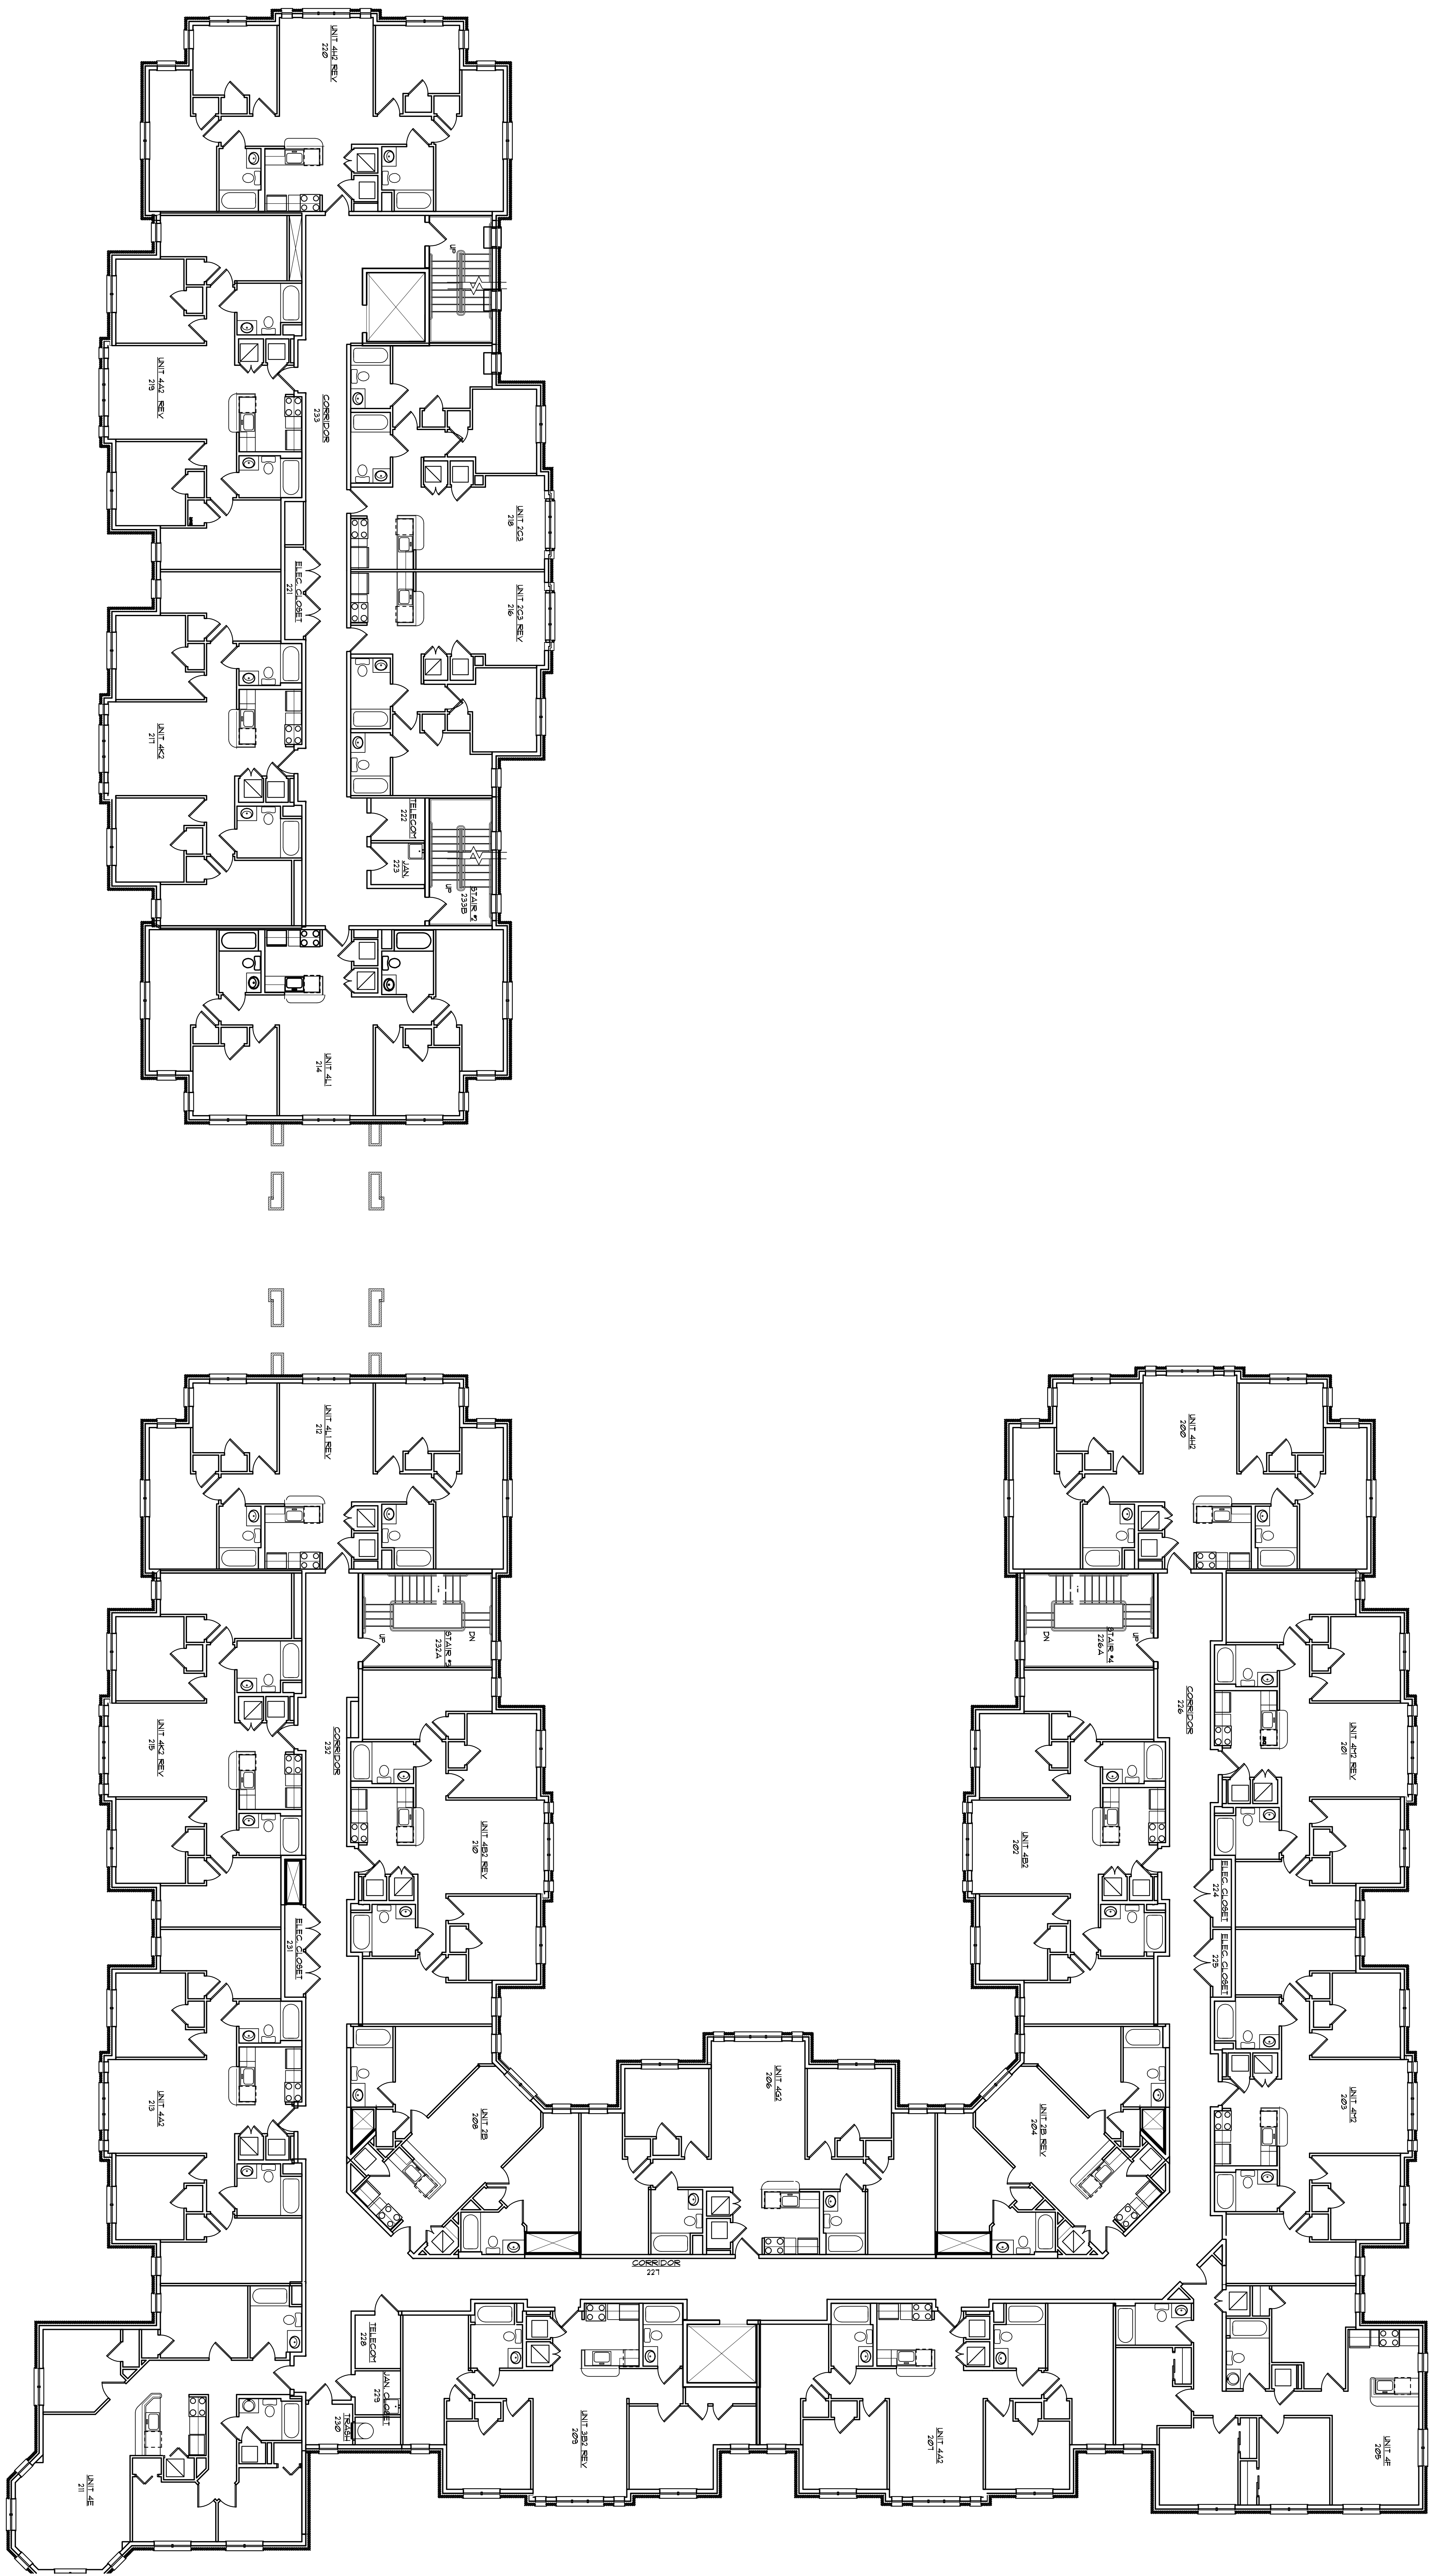 UNIT 4H2 REV
220
UP
UNIT 4A2 REV
219
CORRIDOR
233
UNIT 2C3
218
ELEC. CLOSET
221
UNIT 2C3 REV
216
UNIT 4K2
217
TELECOM
222
JAN.
223
UP
STAIR #2
233B
UNIT 4L1
214
UNIT 4L1 REV
212
UNIT 4H2
200
UP
DN
STAIR #3
232A
DN
STAIR #4
226A
UP
CORRIDOR
226
UNIT 4K2 REV
215
CORRIDOR
232
UNIT 4M2 REV
201
UNIT 4B2 REV
210
UNIT 4B2
202
ELEC. CLOSET
224
ELEC. CLOSET
231
ELEC. CLOSET
225
UNIT 4A2
213
UNIT 2B
208
UNIT 4G2
206
UNIT 2B REV
204
UNIT 4M2
203
CORRIDOR
227
TELECOM
228
JAN. CLOSET
229
TRASH
230
UNIT 3B2 REV
209
UNIT 4A2
207
UNIT 4F
205
UNIT 4E
211